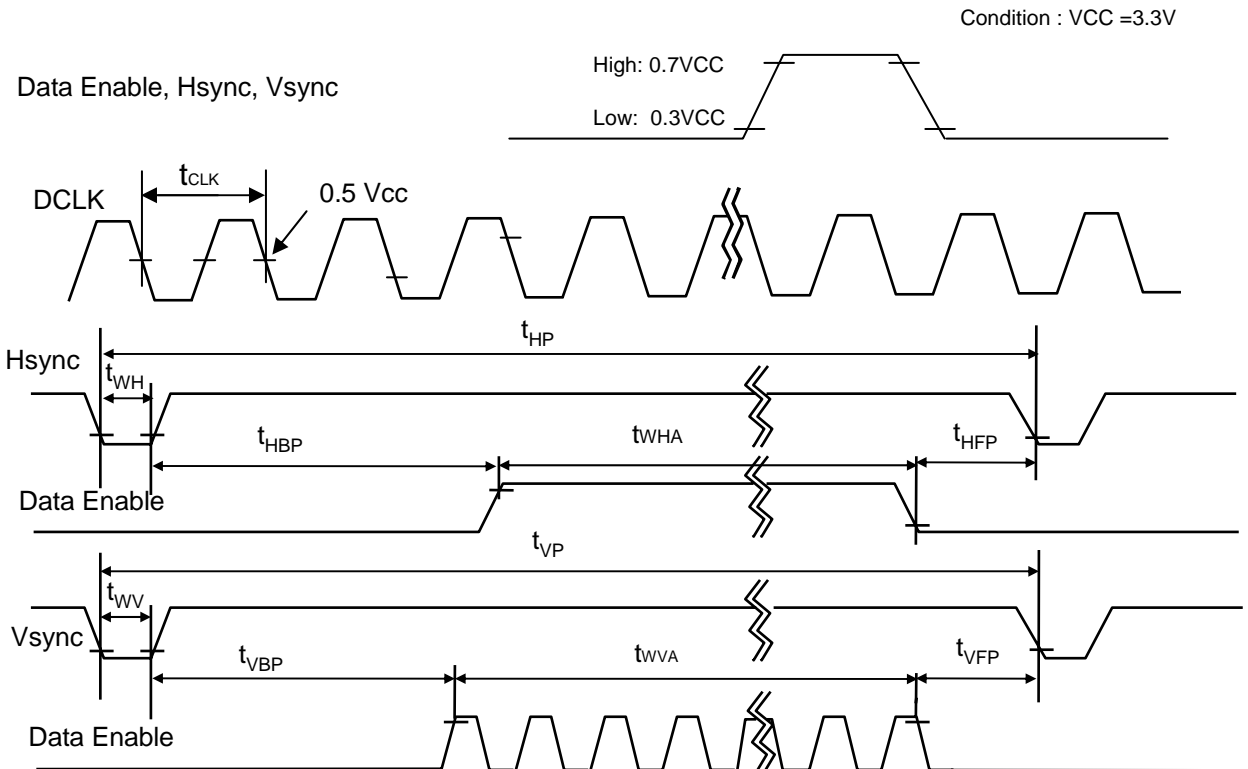 Condition : VCC =3.3V
High: 0.7VCC
Data Enable, Hsync, Vsync
Low: 0.3VCC
tCLK
0.5 Vcc
DCLK
tHP
Hsync
tWH
tHBP
tWHA
tHFP
Data Enable
tVP
tWV
Vsync
tVBP
tWVA
tVFP
Data Enable